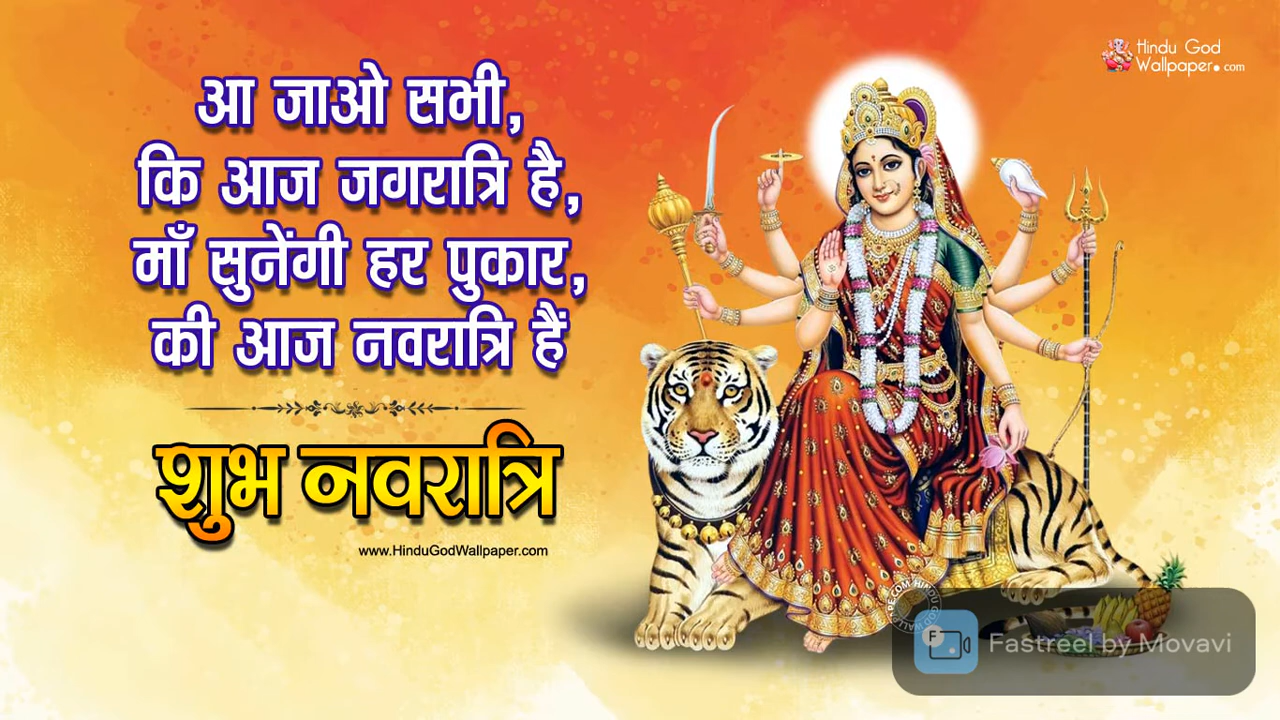 आ जाओ सभी,
कि आज जगरात्रि है,
माँ सुनेंगी हर पुकार,
की आज नवरात्रि हैं
शुभ नवरात्रि
www.HinduGodWallpaper.com
Hindu God
Wallpaper.com
F
Fastreel by Movavi